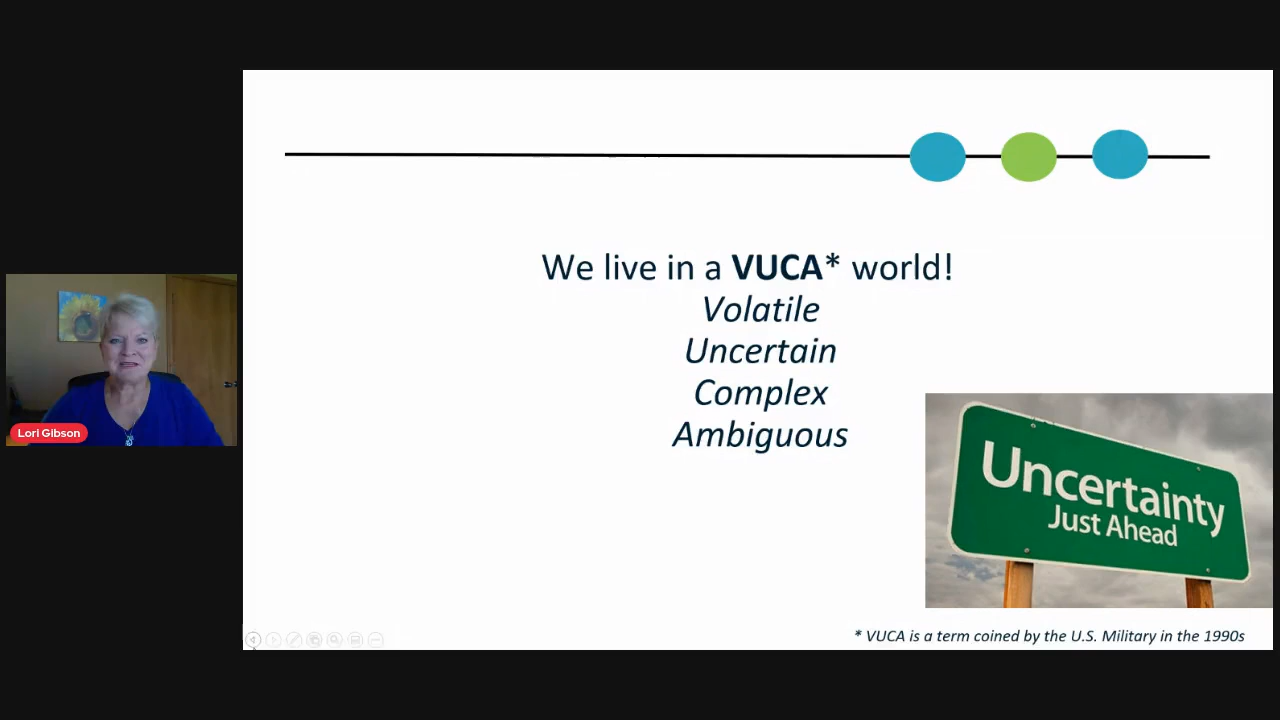 We live in a VUCA* world!
Volatile
Uncertain
Complex
Ambiguous
Uncertainty
Just Ahead
Lori Gibson
* VUCA is a term coined by the U.S. Military in the 1990s